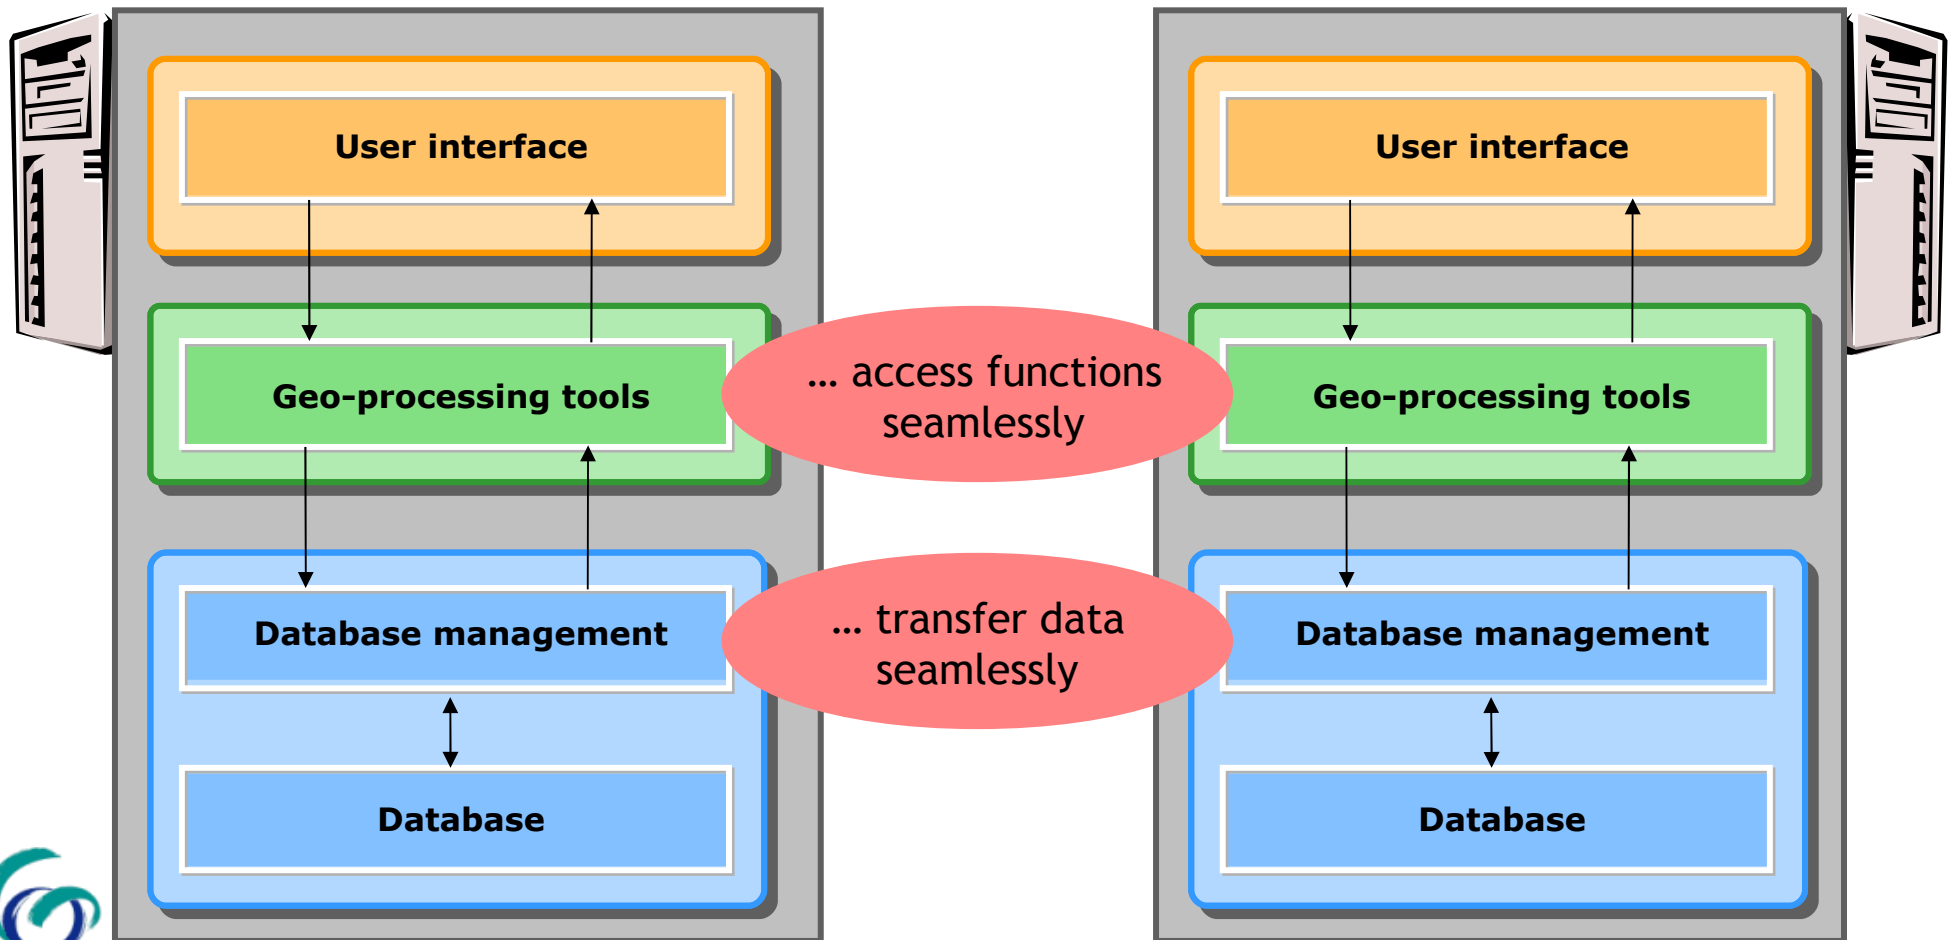 User interface
User interface
Geo-processing tools
… access functions
seamlessly
Geo-processing tools
Database management
… transfer data
seamlessly
Database management
Database
Database